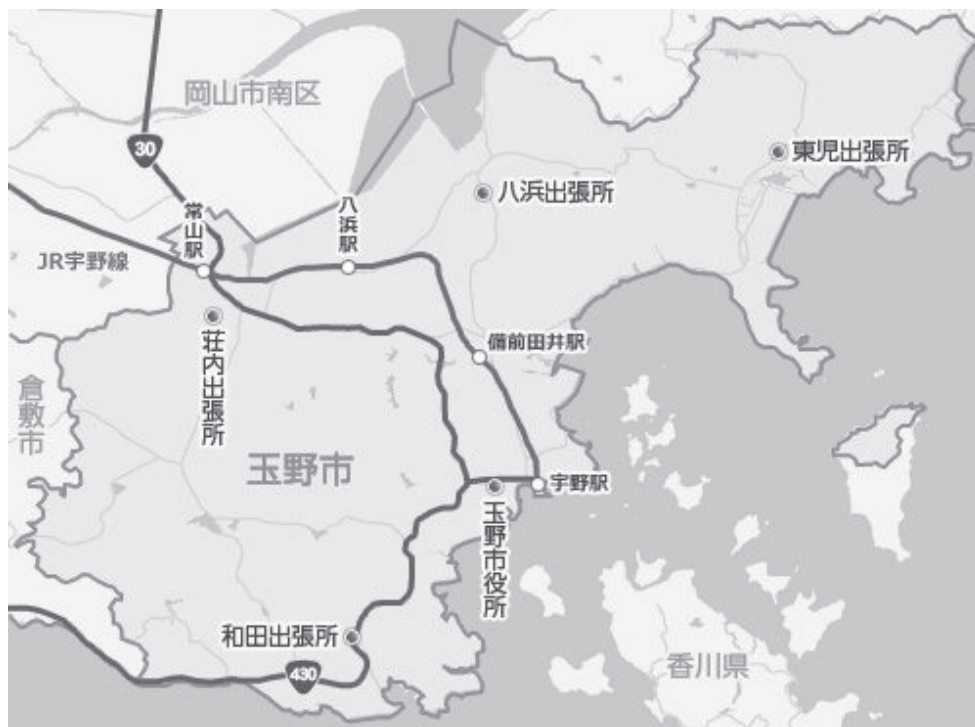 岡山市南区
30
東児出張所
八浜出張所
八浜駅
常山駅
JR宇野線
荘内出張所
備前田井駅
倉敷市
玉野市
宇野駅
玉野市役所
和田出張所
430
香川県